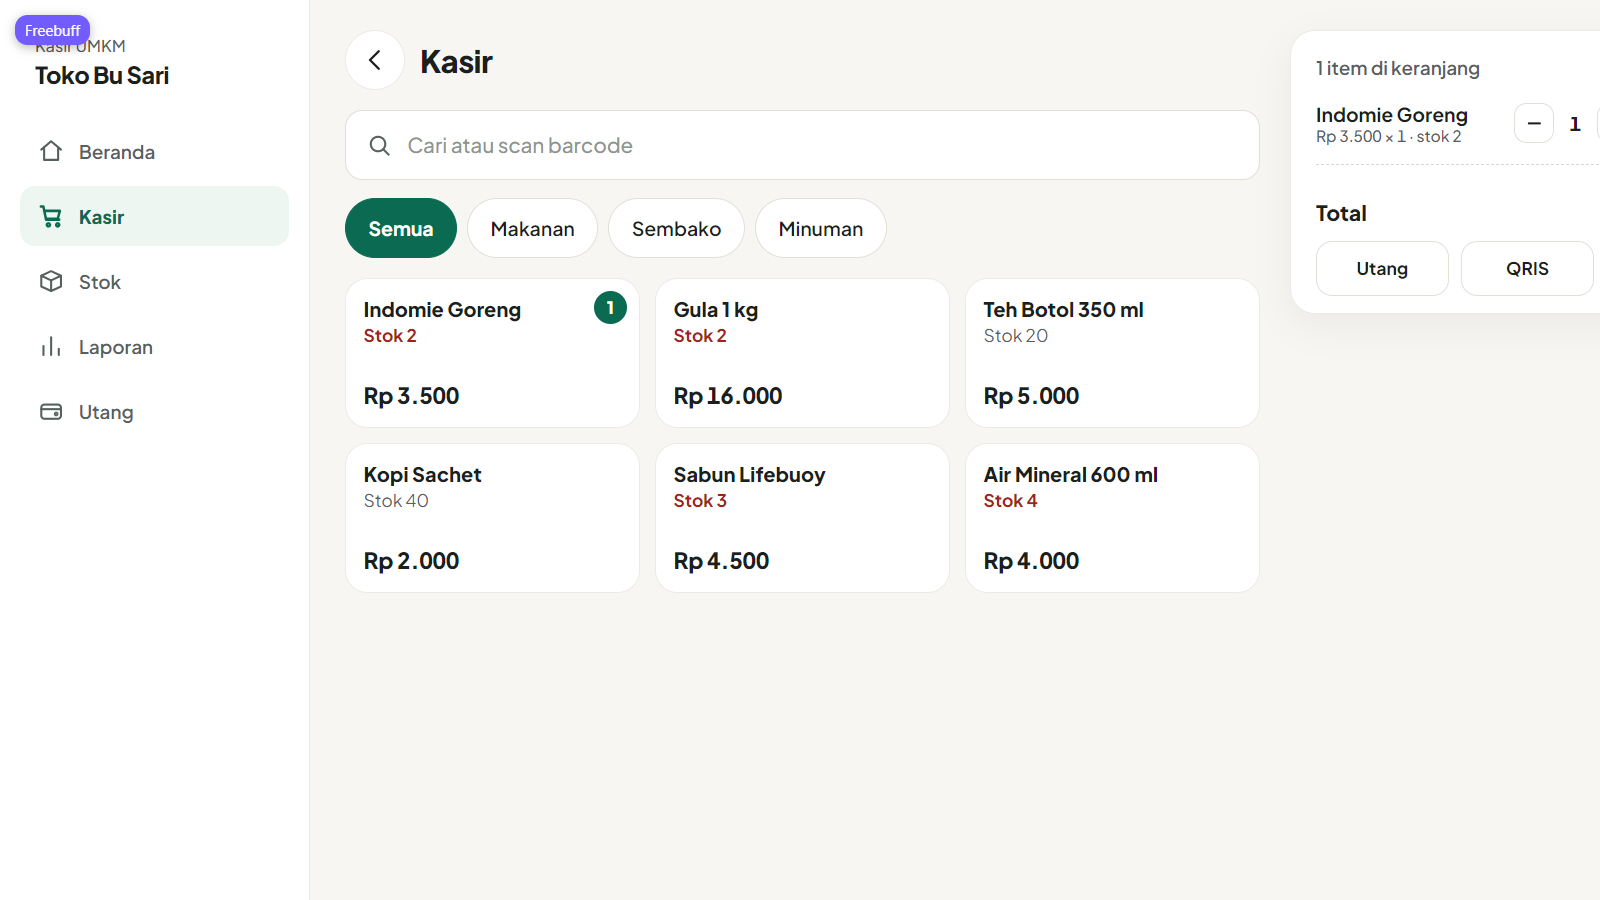 Freebuff
Kasir UMKM
Toko Bu Sari
Beranda
Kasir
Stok
Laporan
Utang
Kasir
Cari atau scan barcode
Semua
Makanan
Sembako
Minuman
Indomie Goreng
1
Stok 2
Rp 3.500
Gula 1 kg
Stok 2
Rp 16.000
Teh Botol 350 ml
Stok 20
Rp 5.000
Kopi Sachet
Stok 40
Rp 2.000
Sabun Lifebuoy
Stok 3
Rp 4.500
Air Mineral 600 ml
Stok 4
Rp 4.000
1 item di keranjang
Indomie Goreng
Rp 3.500 × 1 · stok 2
− 1
Total
Utang
QRIS